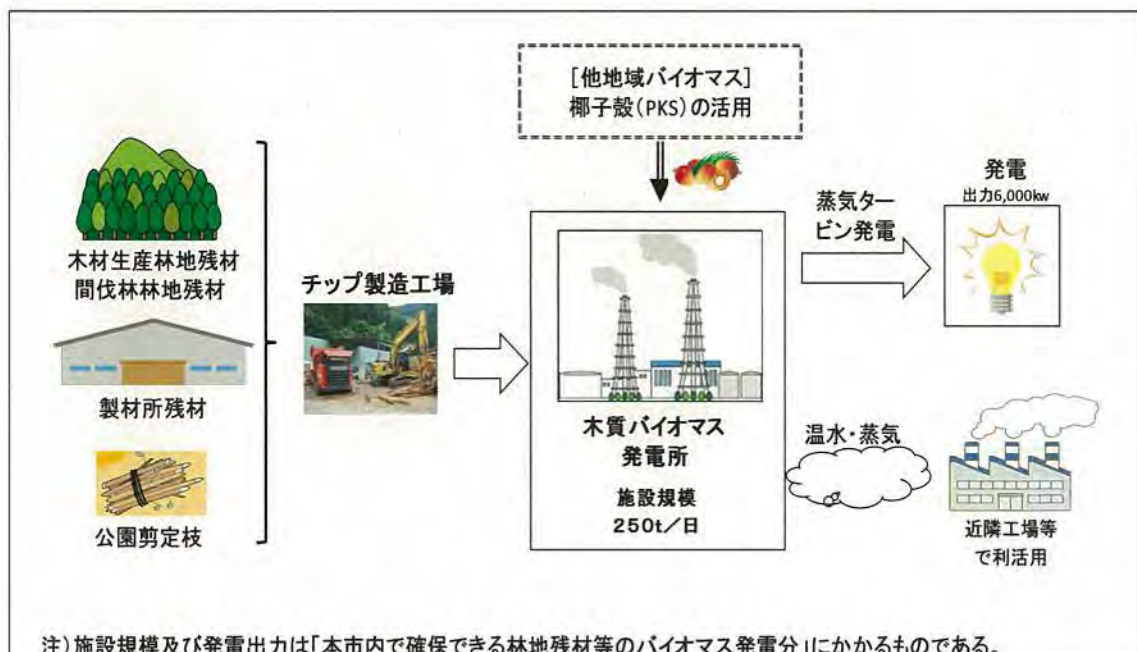 [他地域バイオマス]
椰子殻(PKS)の活用
木材生産林地残材
間伐林林地残材
製材所残材
公園剪定枝
チップ製造工場
木質バイオマス
発電所
施設規模
250t/日
蒸気ター
ビン発電
発電
出力6,000kw
温水・蒸気
近隣工場等
で利活用
注)施設規模及び発電出力は「本市内で確保できる林地残材等のバイオマス発電分」にかかるものである。